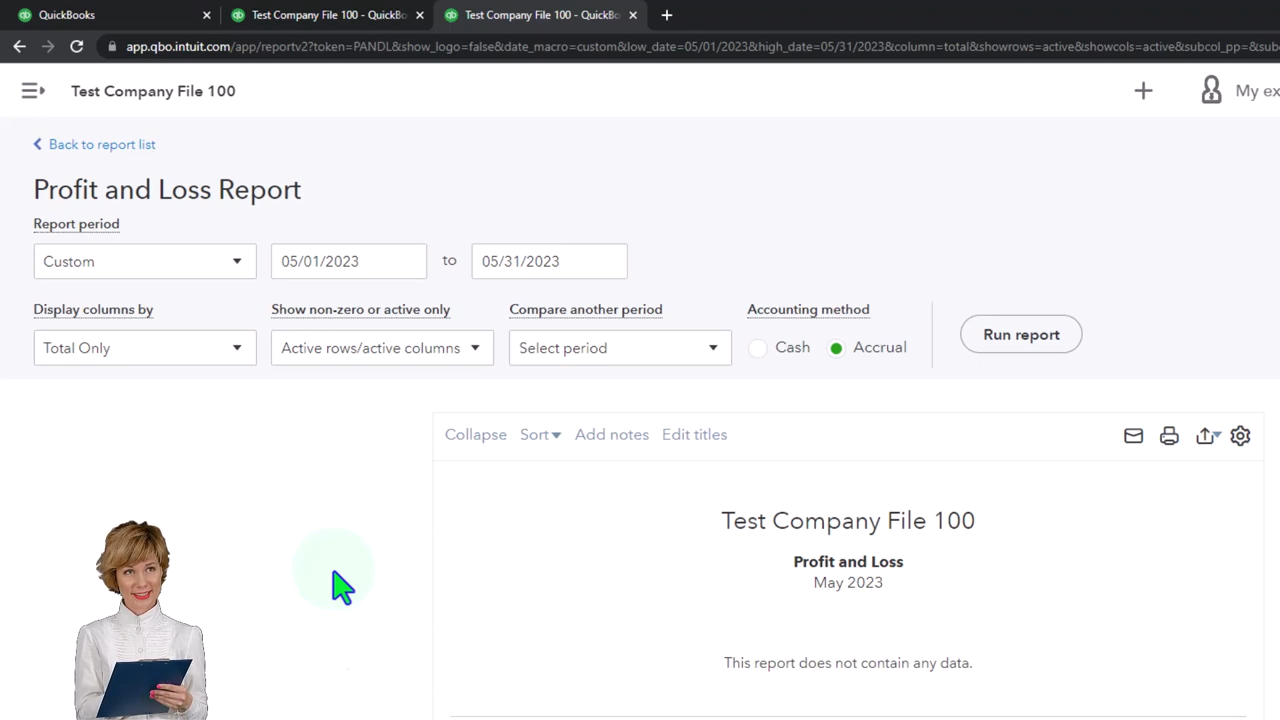 QuickBooks
Test Company File 100 - QuickBo
Test Company File 100 - QuickBo
app.qbo.intuit.com/app/reportv2?token=PANDL&show_logo=false&date_macro=custom&low_date=05/01/2023&high_date=05/31/2023&column=total&showrows=active&showcols=active&subcol_pp=&sub
Test Company File 100
My ex
Back to report list
Profit and Loss Report
Report period
Custom
05/01/2023
to
05/31/2023
Display columns by
Show non-zero or active only
Compare another period
Accounting method
Total Only
Active rows/active columns
Select period
Cash
Accrual
Run report
Collapse
Sort
Add notes
Edit titles
Test Company File 100
Profit and Loss
May 2023
This report does not contain any data.